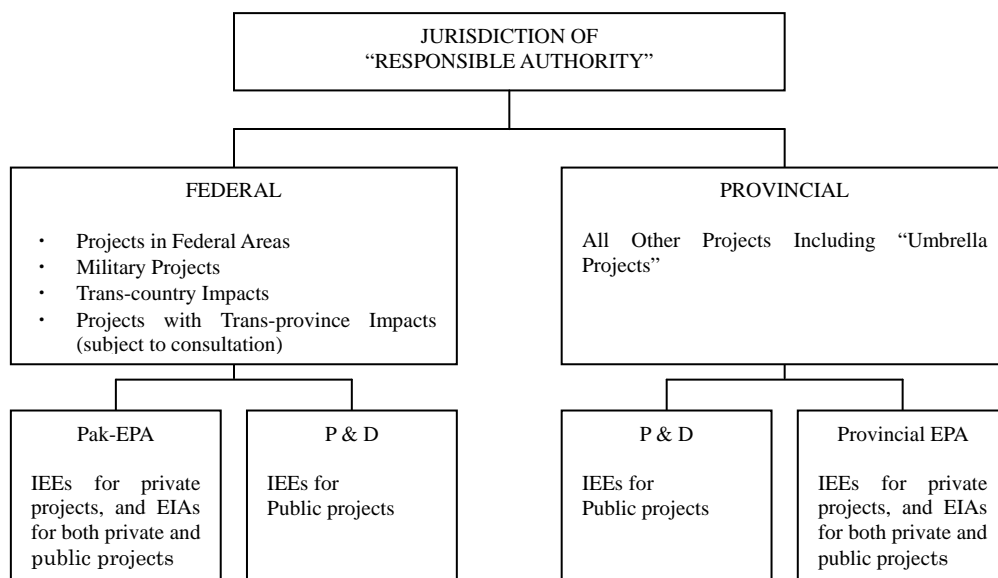 JURISDICTION OF
“RESPONSIBLE AUTHORITY”
FEDERAL
・ Projects in Federal Areas
・ Military Projects
・ Trans-country Impacts
・ Projects with Trans-province Impacts
(subject to consultation)
PROVINCIAL
All Other Projects Including “Umbrella
Projects”
Pak-EPA
IEEs for private
projects, and EIAs
for both private and
public projects
P & D
IEEs for
Public projects
P & D
IEEs for
Public projects
Provincial EPA
IEEs for private
projects, and EIAs
for both private and
public projects